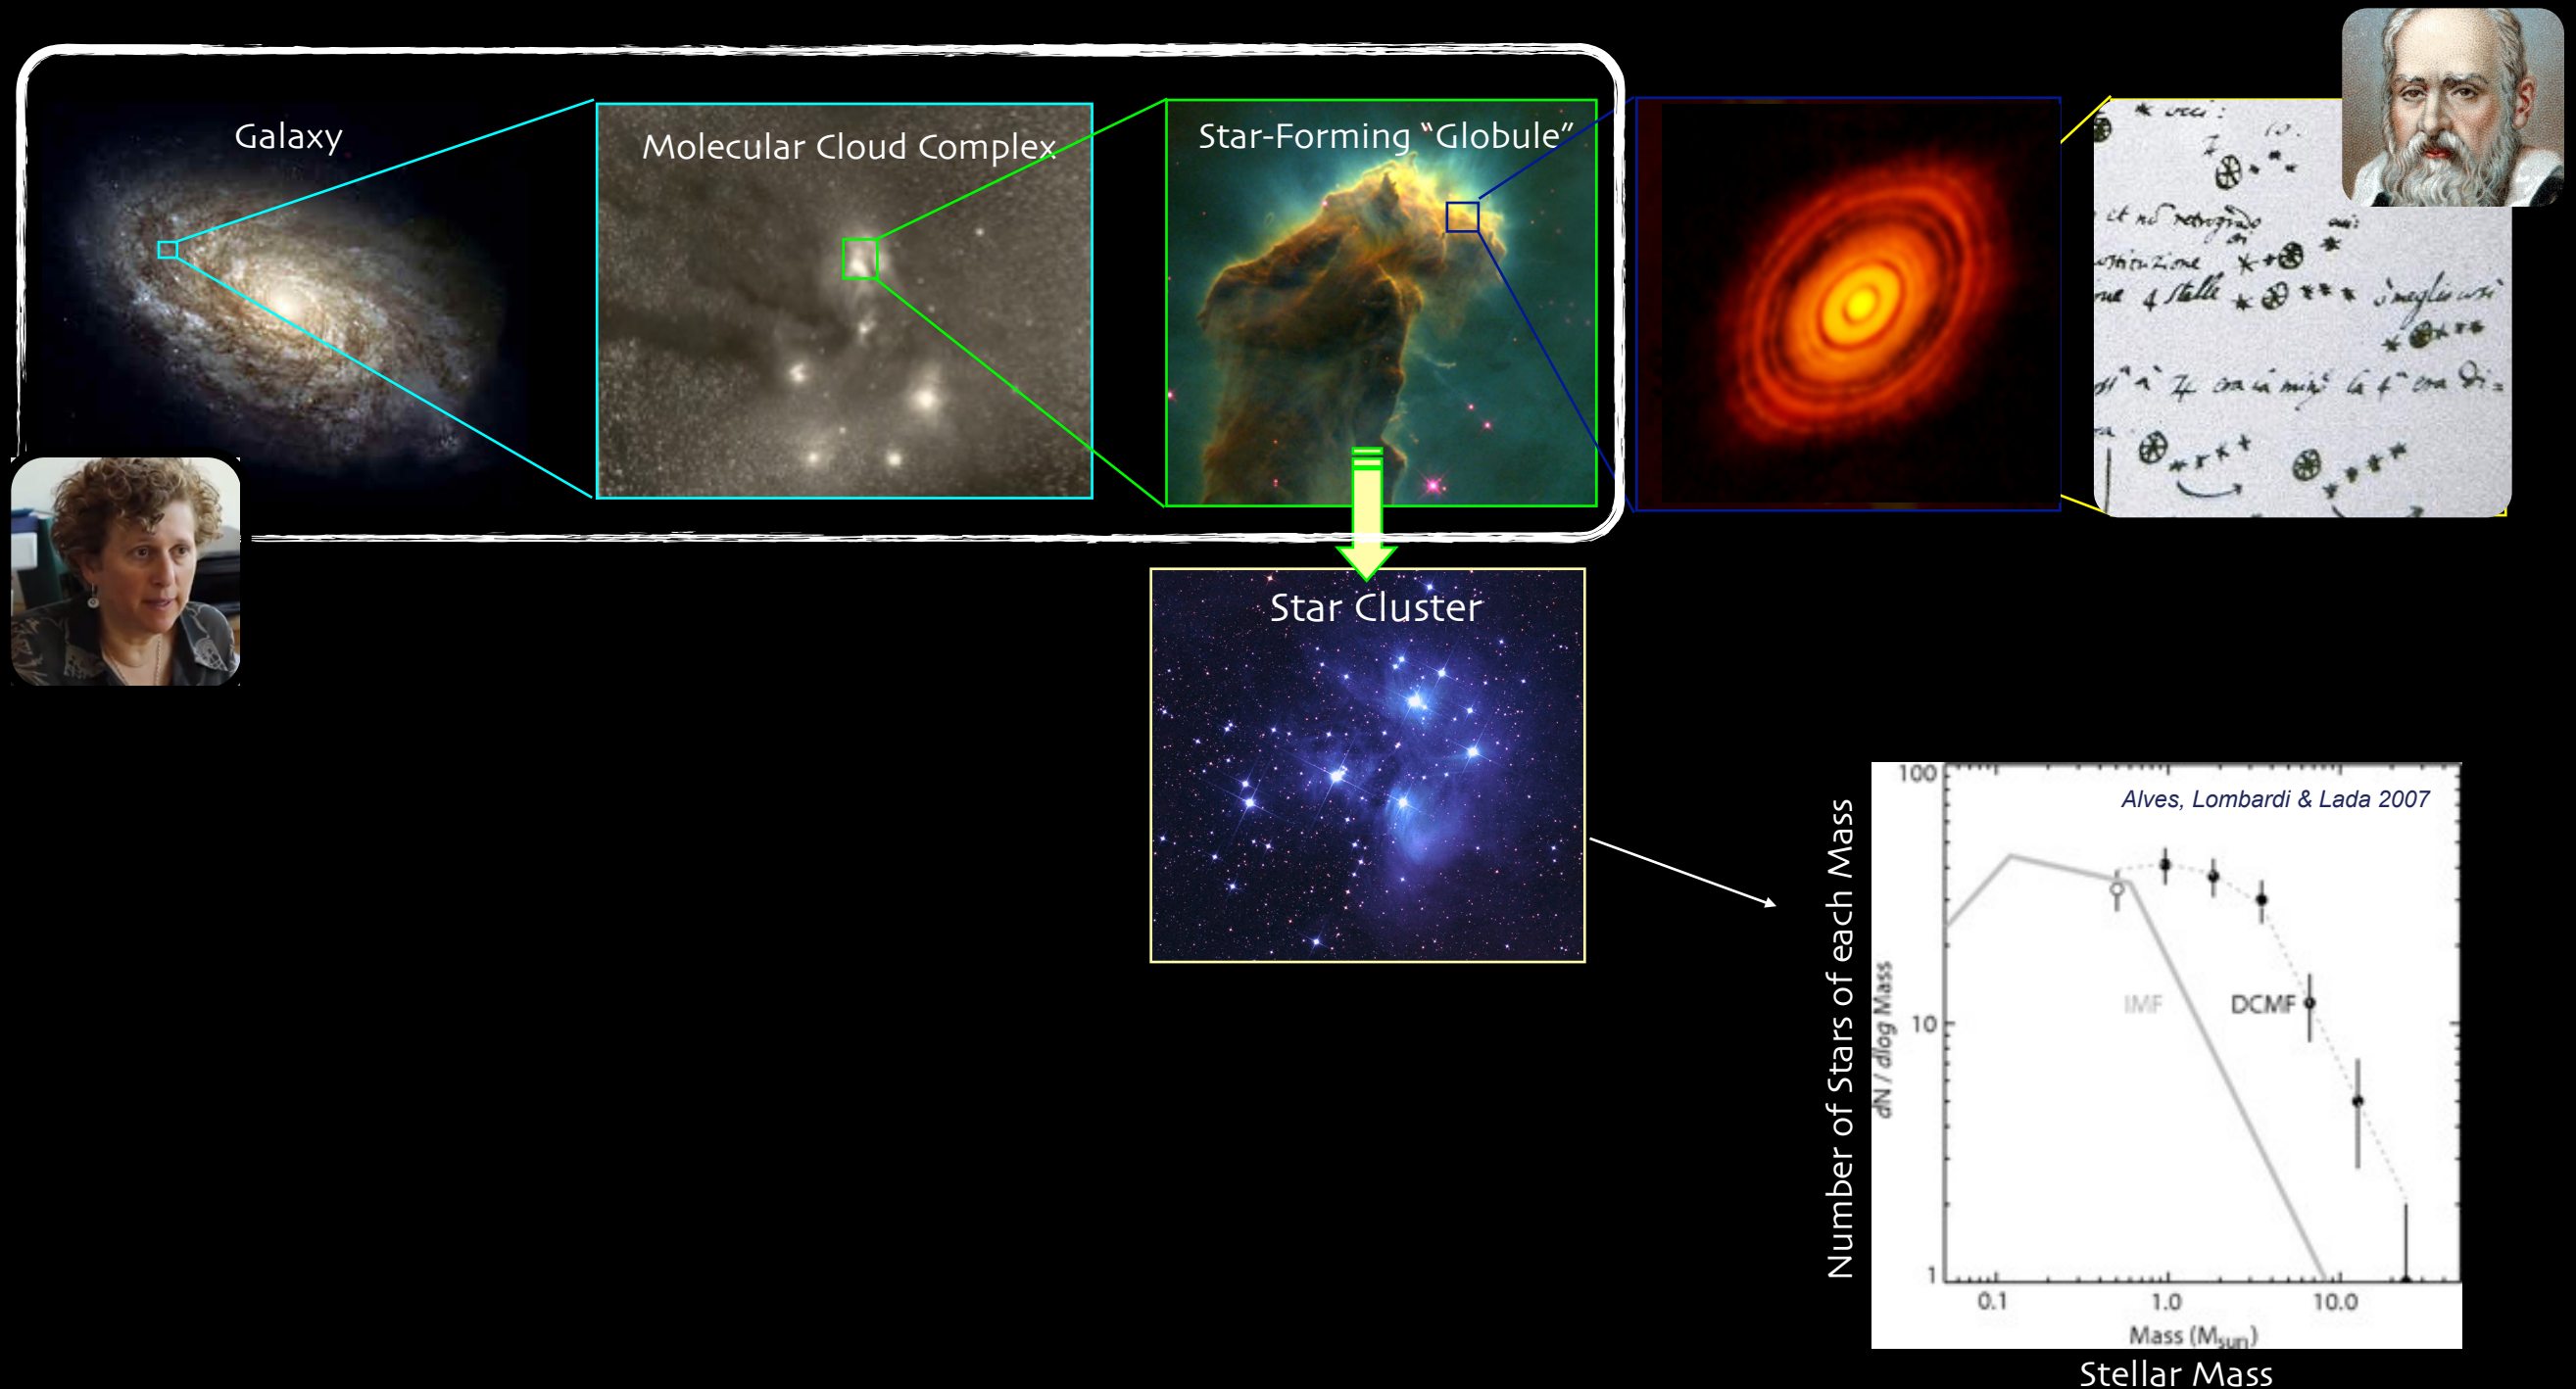 Galaxy
Molecular Cloud Complex
Star-Forming “Globule”
et
4 stelle
era
Star Cluster
Number of Stars of each Mass
Alves, Lombardi & Lada 2007
dN / dlog Mass
100
10
1
IMF
DCMF
0.1
1.0
10.0
Mass (Msun)
Stellar Mass